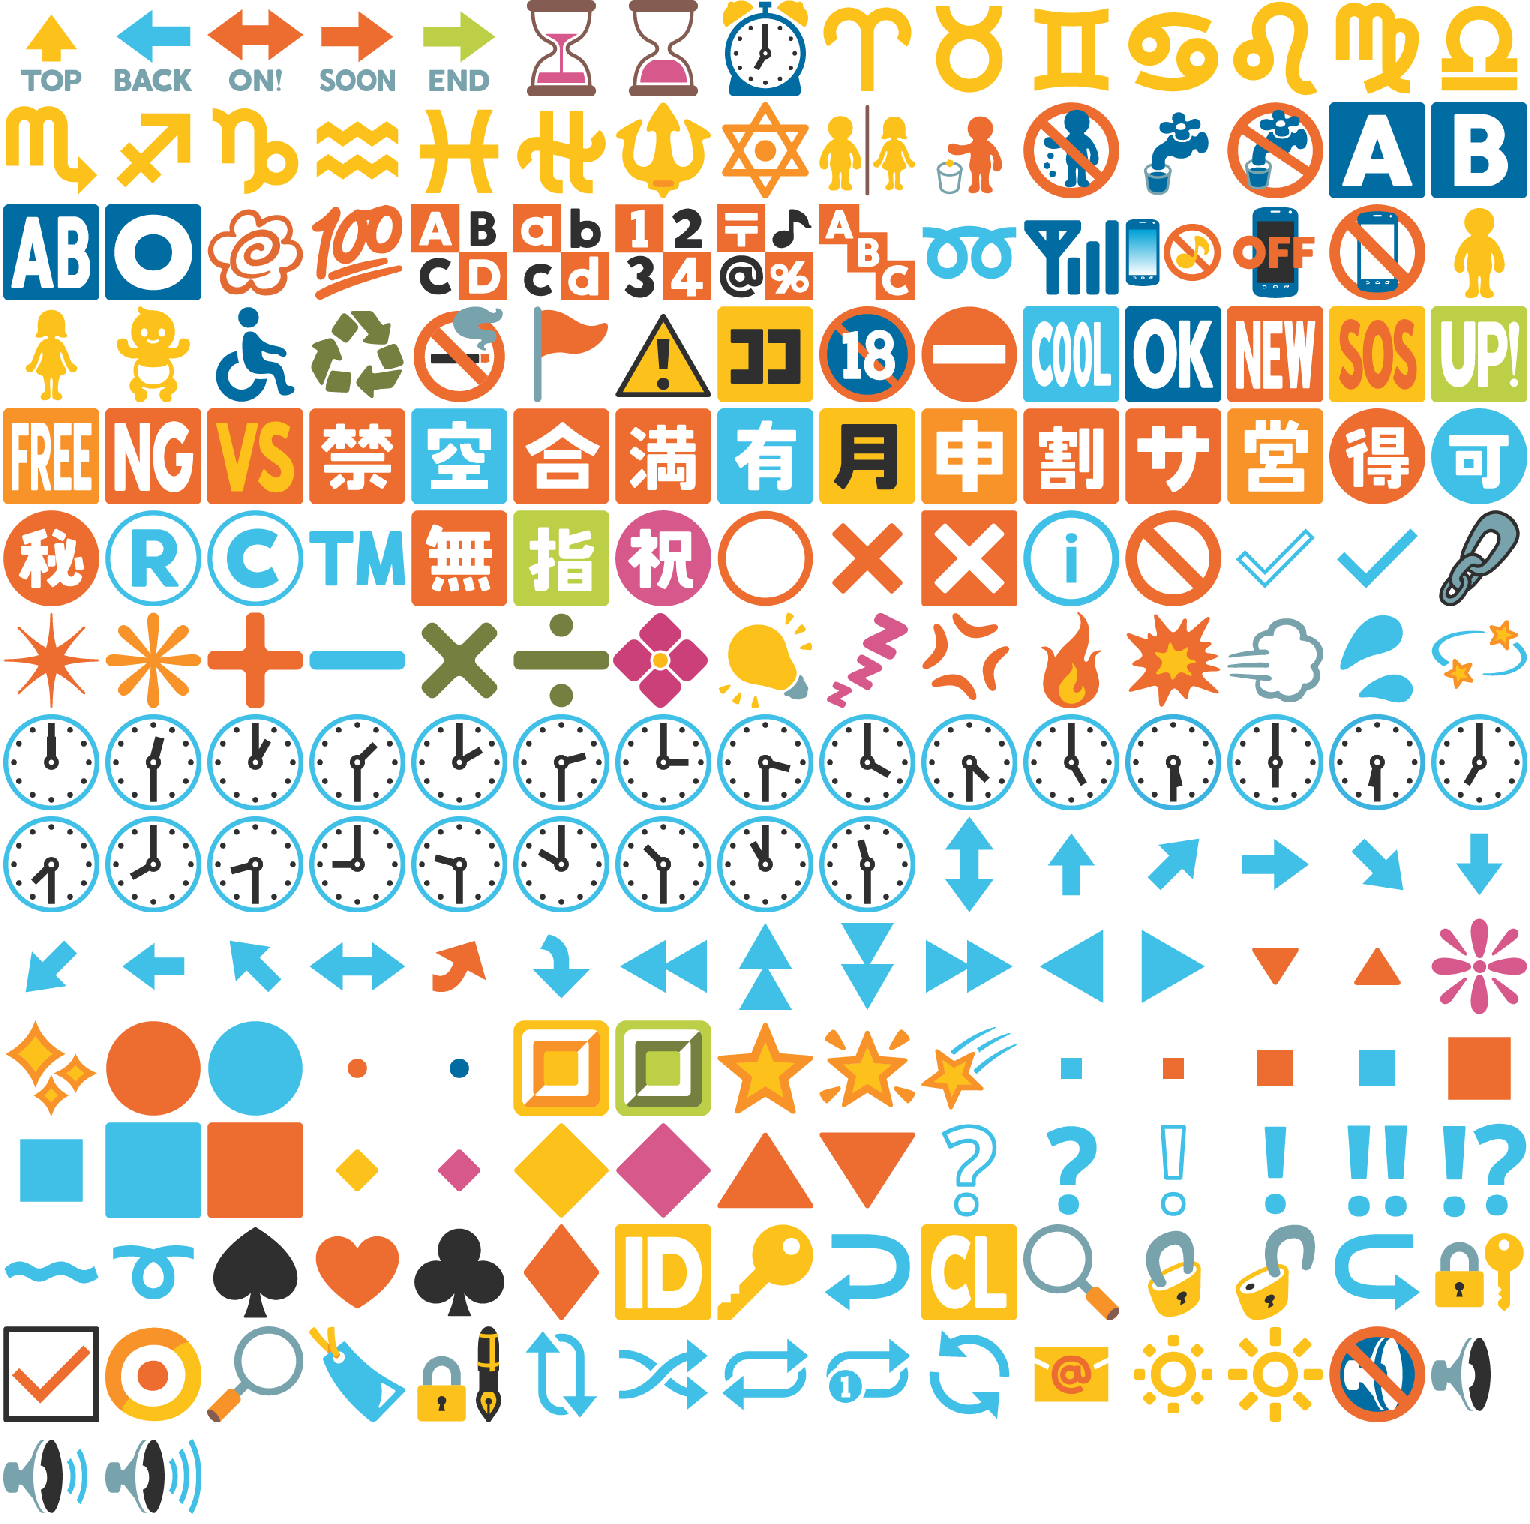 TOP BACK ON! SOON END
A B
AB O 100 A B C D a b c d 1 2 3 4 〒 ♪ @ % A B C OFF
ココ 18 COOL OK NEW SOS UP!
FREE NG VS 禁 空 合 満 有 月 申 割 サ 営 得 可
秘 R C TM 無 指 祝 i
? ? ! ! !! !?
ID CL
1 @